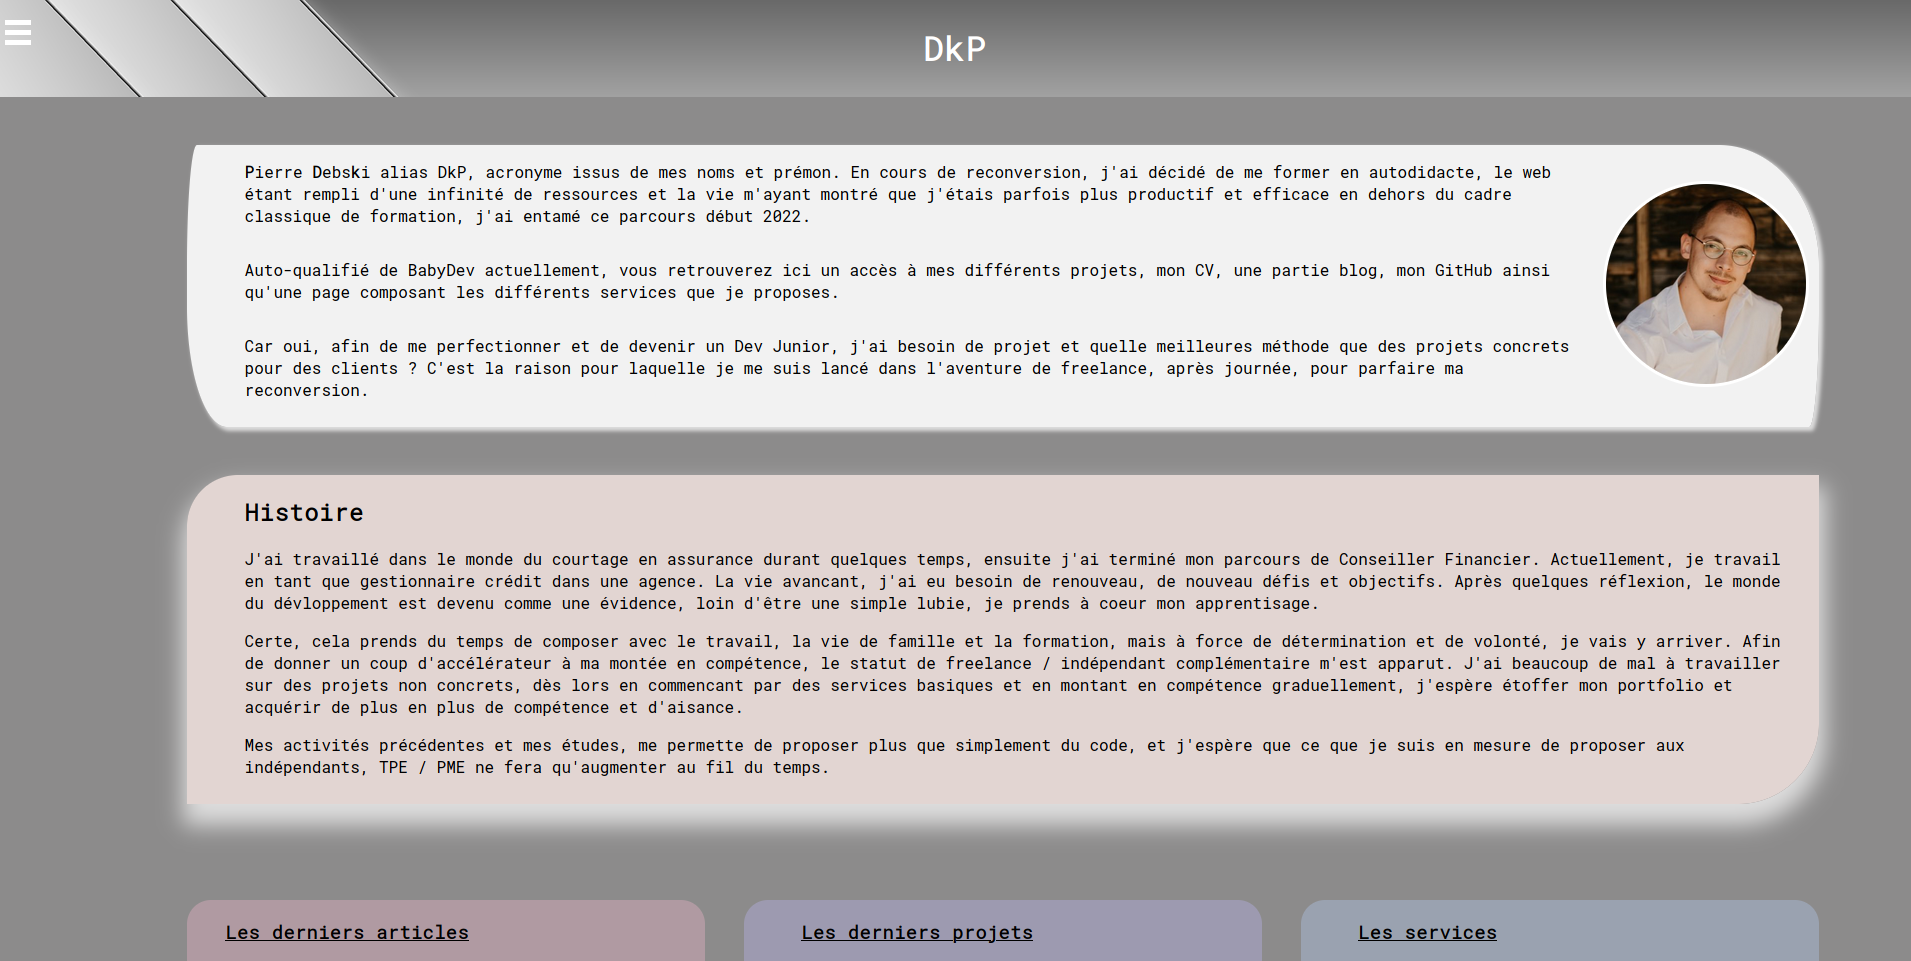 DkP
Pierre Debski alias DkP, acronyme issus de mes noms et prémon. En cours de reconversion, j'ai décidé de me former en autodidacte, le web
étant rempli d'une infinité de ressources et la vie m'ayant montré que j'étais parfois plus productif et efficace en dehors du cadre
classique de formation, j'ai entamé ce parcours début 2022.
Auto-qualifié de BabyDev actuellement, vous retrouverez ici un accès à mes différents projets, mon CV, une partie blog, mon GitHub ainsi
qu'une page composant les différents services que je proposes.
Car oui, afin de me perfectionner et de devenir un Dev Junior, j'ai besoin de projet et quelle meilleures méthode que des projets concrets
pour des clients ? C'est la raison pour laquelle je me suis lancé dans l'aventure de freelance, après journée, pour parfaire ma
reconversion.
Histoire
J'ai travaillé dans le monde du courtage en assurance durant quelques temps, ensuite j'ai terminé mon parcours de Conseiller Financier. Actuellement, je travail
en tant que gestionnaire crédit dans une agence. La vie avancant, j'ai eu besoin de renouveau, de nouveau défis et objectifs. Après quelques réflexion, le monde
du dévloppement est devenu comme une évidence, loin d'être une simple lubie, je prends à coeur mon apprentisage.
Certe, cela prends du temps de composer avec le travail, la vie de famille et la formation, mais à force de détermination et de volonté, je vais y arriver. Afin
de donner un coup d'accélérateur à ma montée en compétence, le statut de freelance / indépendant complémentaire m'est apparut. J'ai beaucoup de mal à travailler
sur des projets non concrets, dès lors en commencant par des services basiques et en montant en compétence graduellement, j'espère étoffer mon portfolio et
acquérir de plus en plus de compétence et d'aisance.
Mes activités précédentes et mes études, me permette de proposer plus que simplement du code, et j'espère que ce que je suis en mesure de proposer aux
indépendants, TPE / PME ne fera qu'augmenter au fil du temps.
Les derniers articles
Les derniers projets
Les services